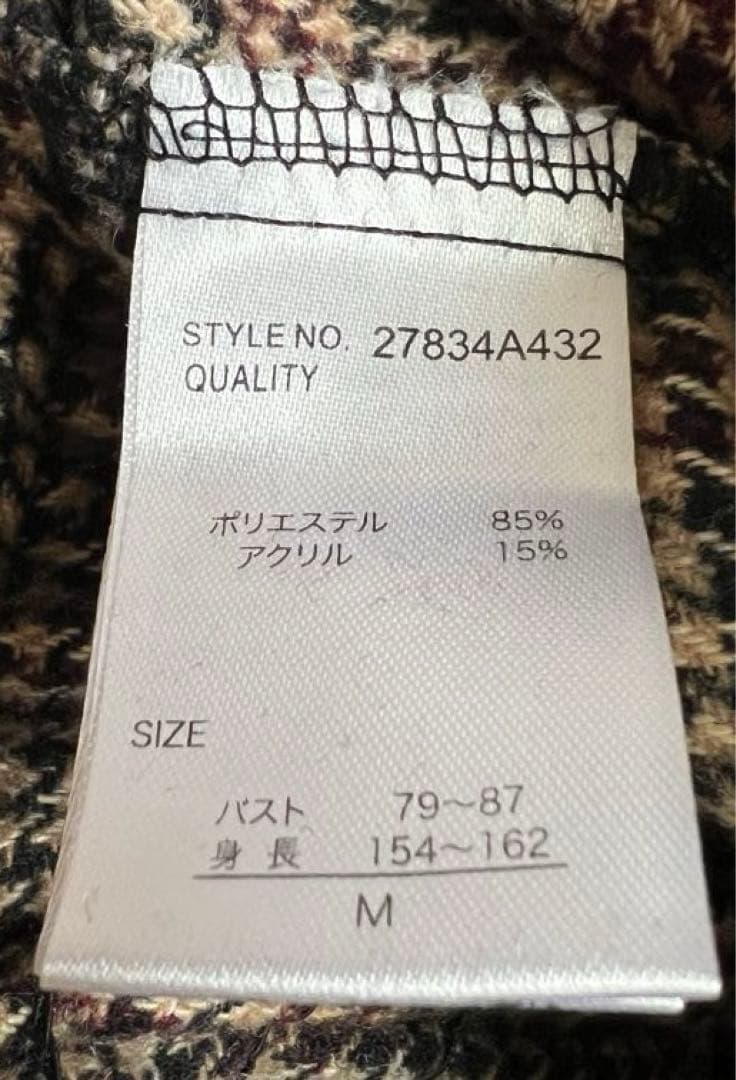 STYLE NO. 27834A432
QUALITY
ポリエステル 85%
アクリル 15%
SIZE
バスト 79～87
身長 154～162
M